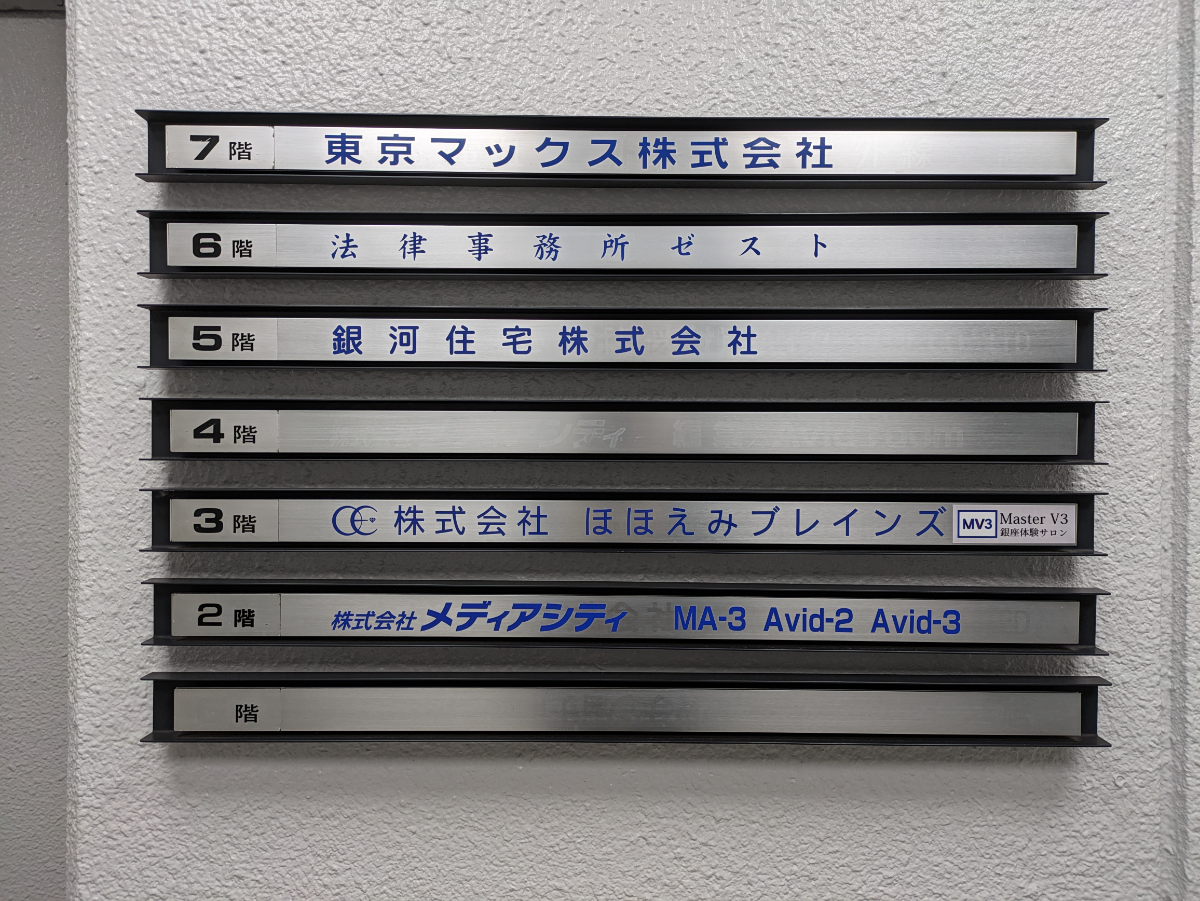 7階 東京マックス株式会社
6階 法律事務所ゼスト
5階 銀河住宅株式会社
4階
3階 株式会社 ほほえみブレインズ MV3 Master V3 銀座体験サロン
2階 株式会社メディアシティ MA-3 Avid-2 Avid-3
階